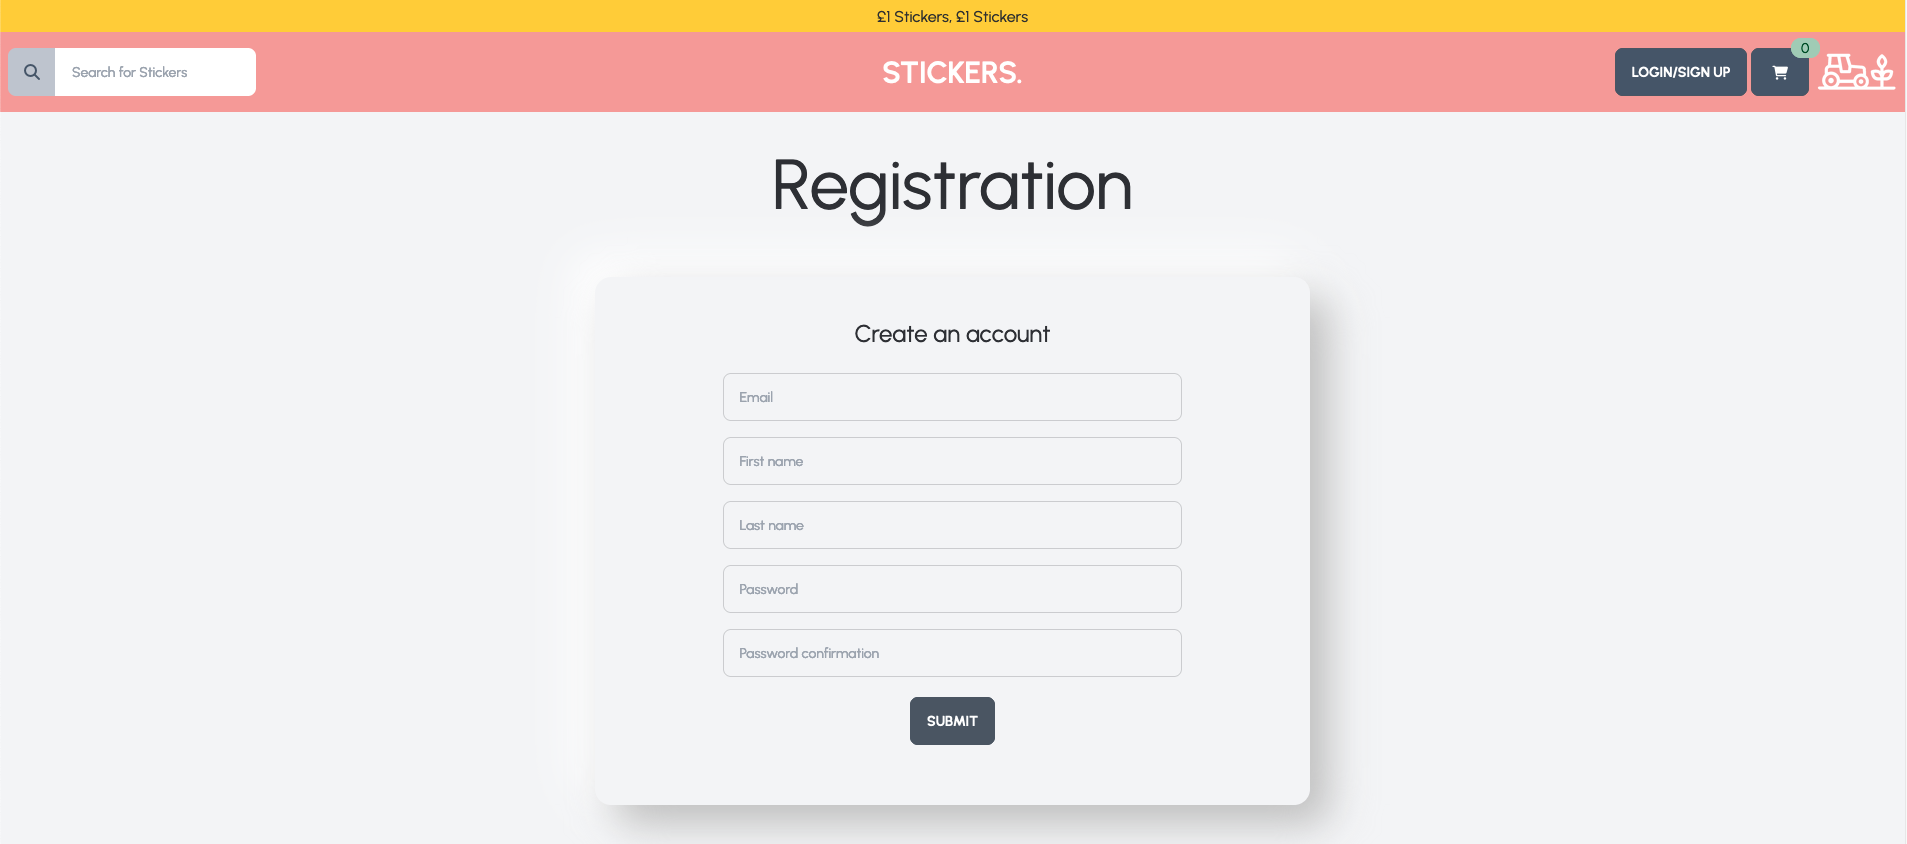 £1 Stickers, £1 Stickers
Search for Stickers
STICKERS.
LOGIN/SIGN UP
0
Registration
Create an account
Email
First name
Last name
Password
Password confirmation
SUBMIT